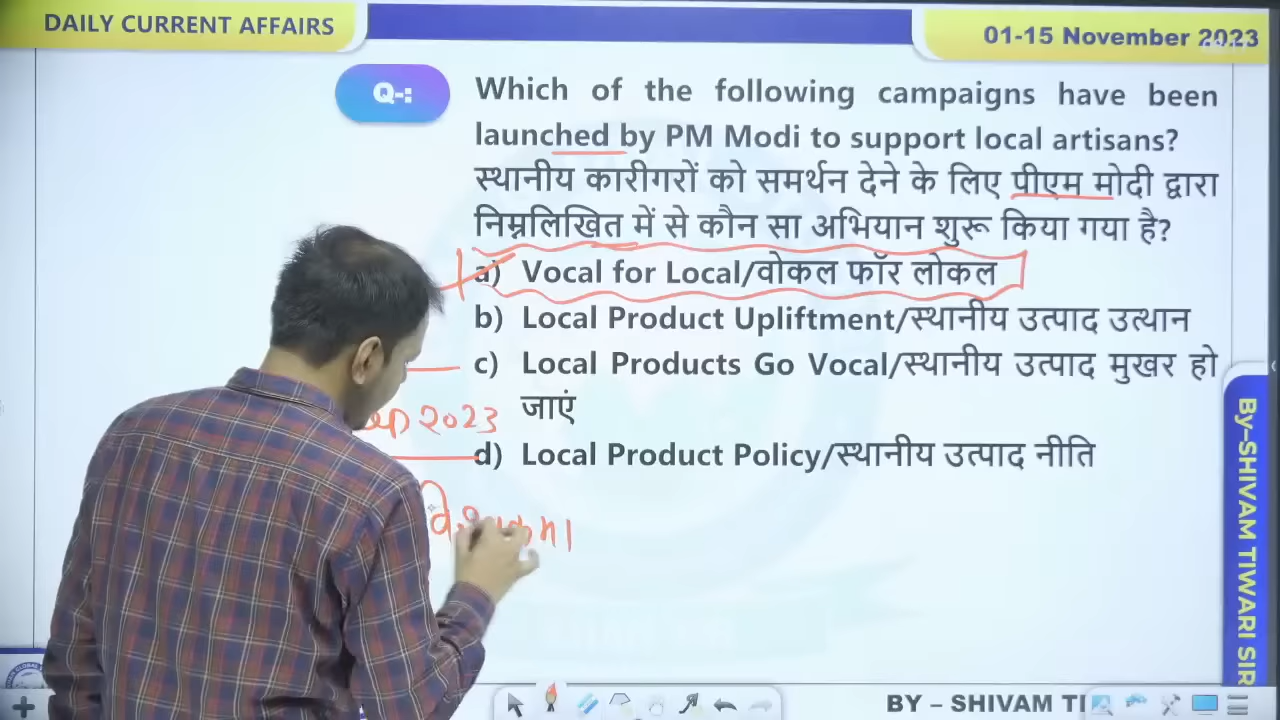 DAILY CURRENT AFFAIRS
01-15 November 2023
Q-:
Which of the following campaigns have been
launched by PM Modi to support local artisans?
स्थानीय कारीगरों को समर्थन देने के लिए पीएम मोदी द्वारा
निम्नलिखित में से कौन सा अभियान शुरू किया गया है?
a) Vocal for Local/वोकल फॉर लोकल
b) Local Product Upliftment/स्थानीय उत्पाद उत्थान
c) Local Products Go Vocal/स्थानीय उत्पाद मुखर हो
जाएं
2023
d) Local Product Policy/स्थानीय उत्पाद नीति
By-SHIVAM TIWARI SIR
BY – SHIVAM TI